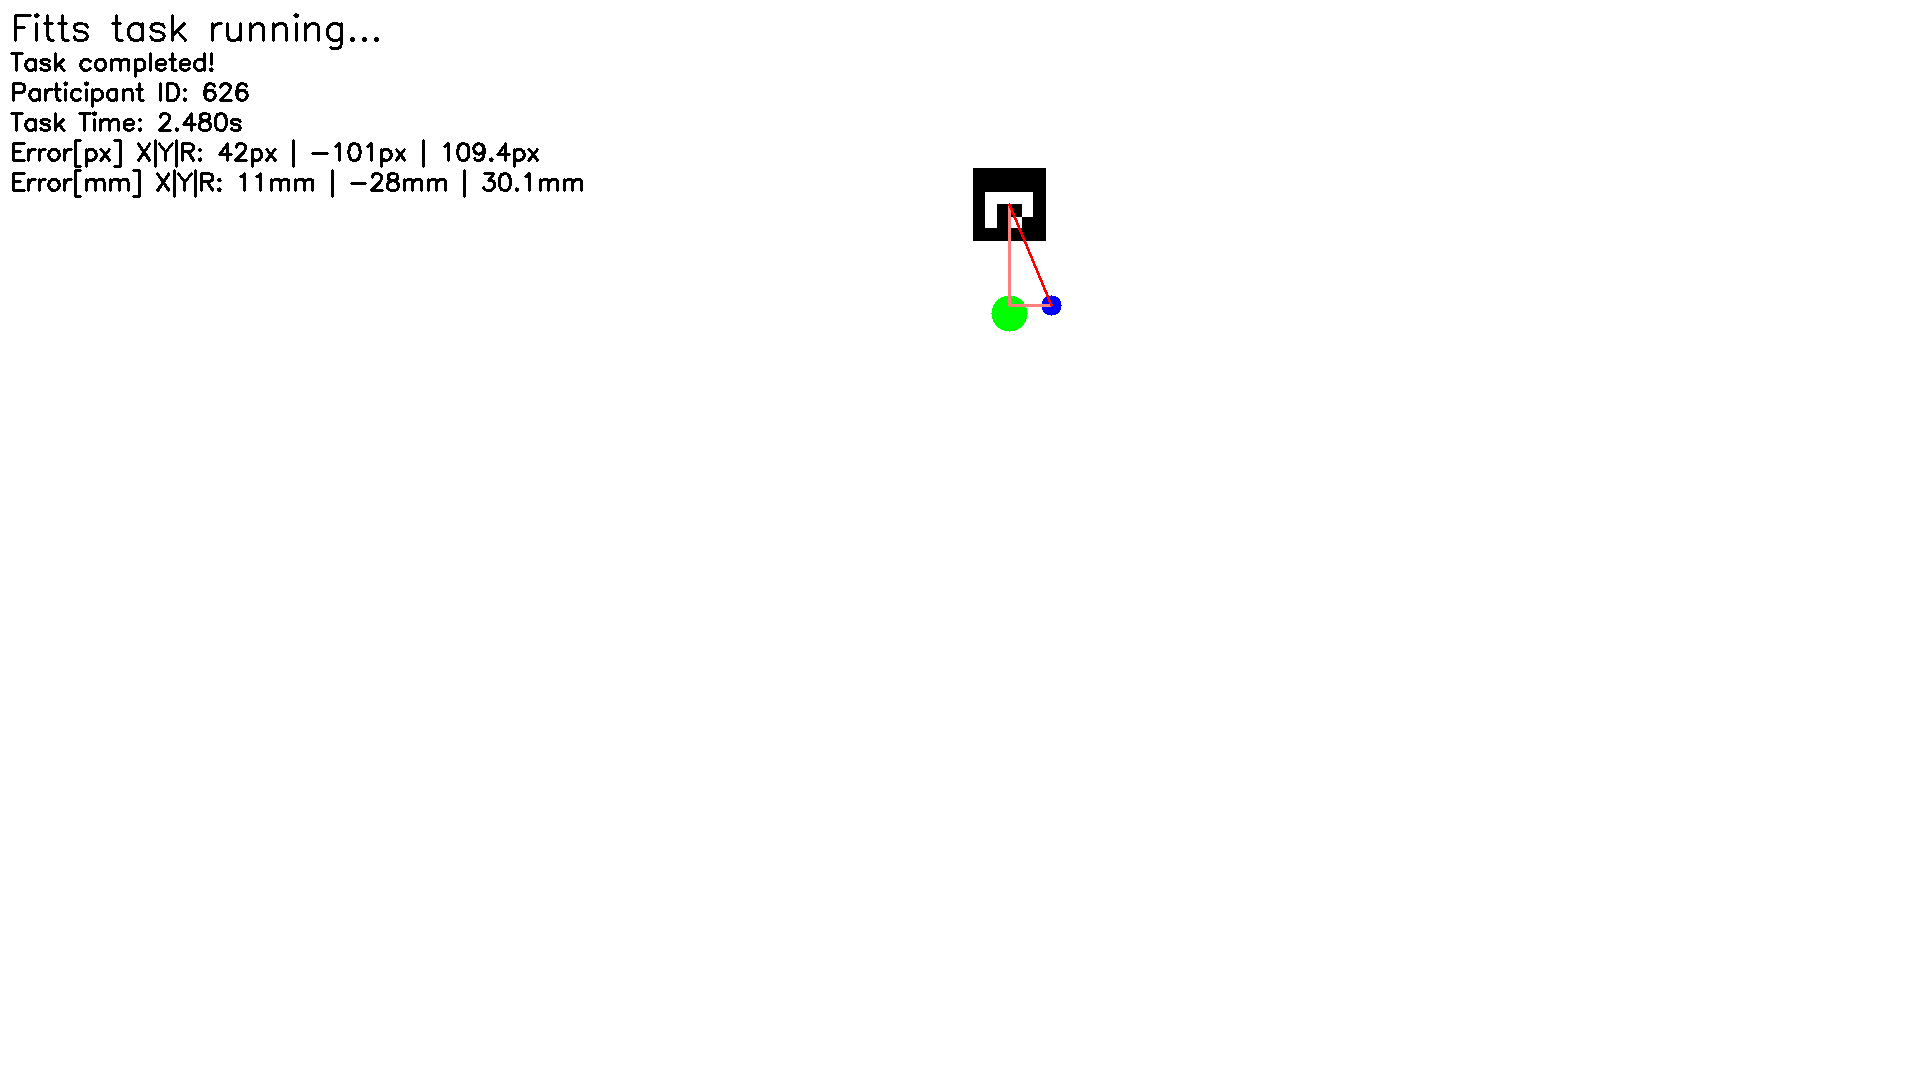 Fitts task running...
Task completed!
Participant ID: 626
Task Time: 2.480s
Error[px] X|Y|R: 42px | -101px | 109.4px
Error[mm] X|Y|R: 11mm | -28mm | 30.1mm